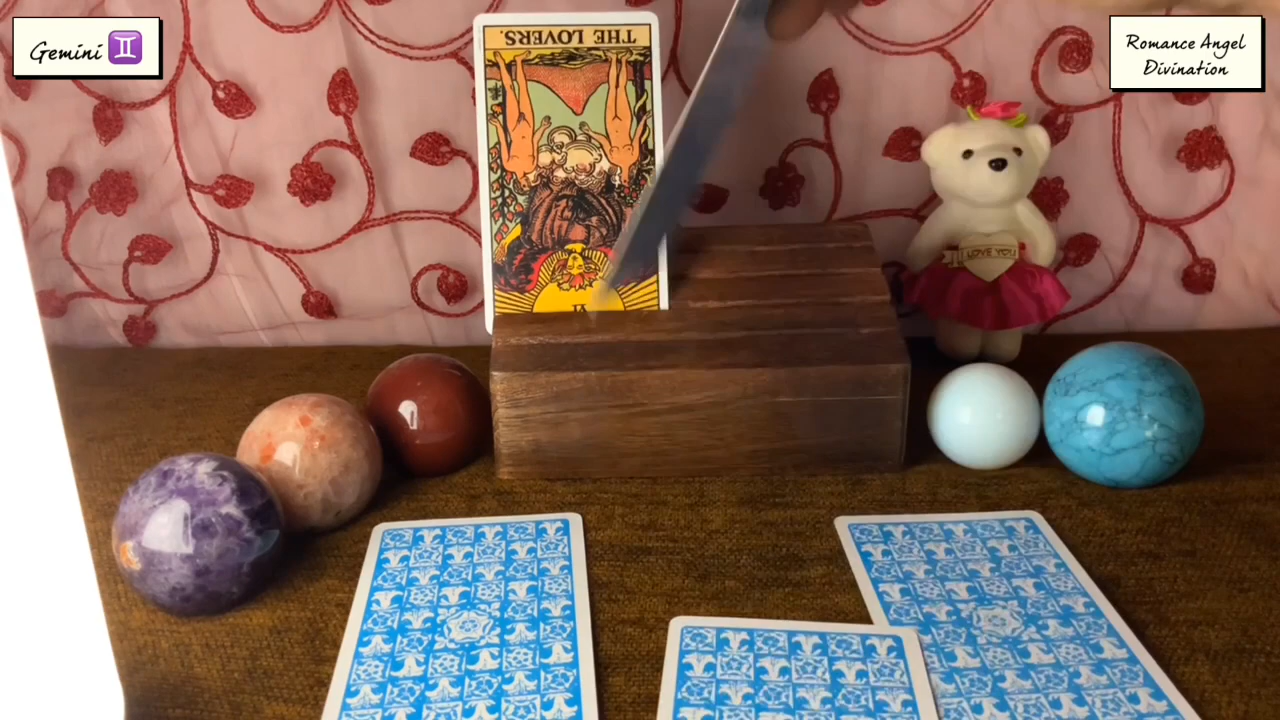 Gemini ♊
Romance Angel
Divination
THE LOVERS.
I LOVE YOU
VI